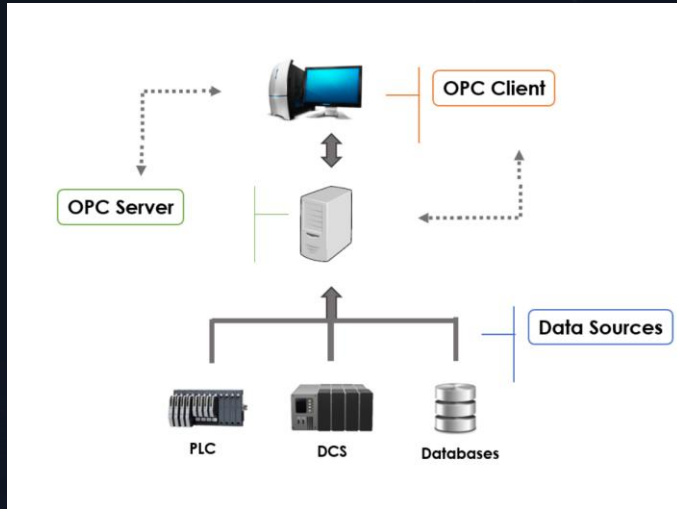 OPC Client
OPC Server
Data Sources
PLC
DCS
Databases